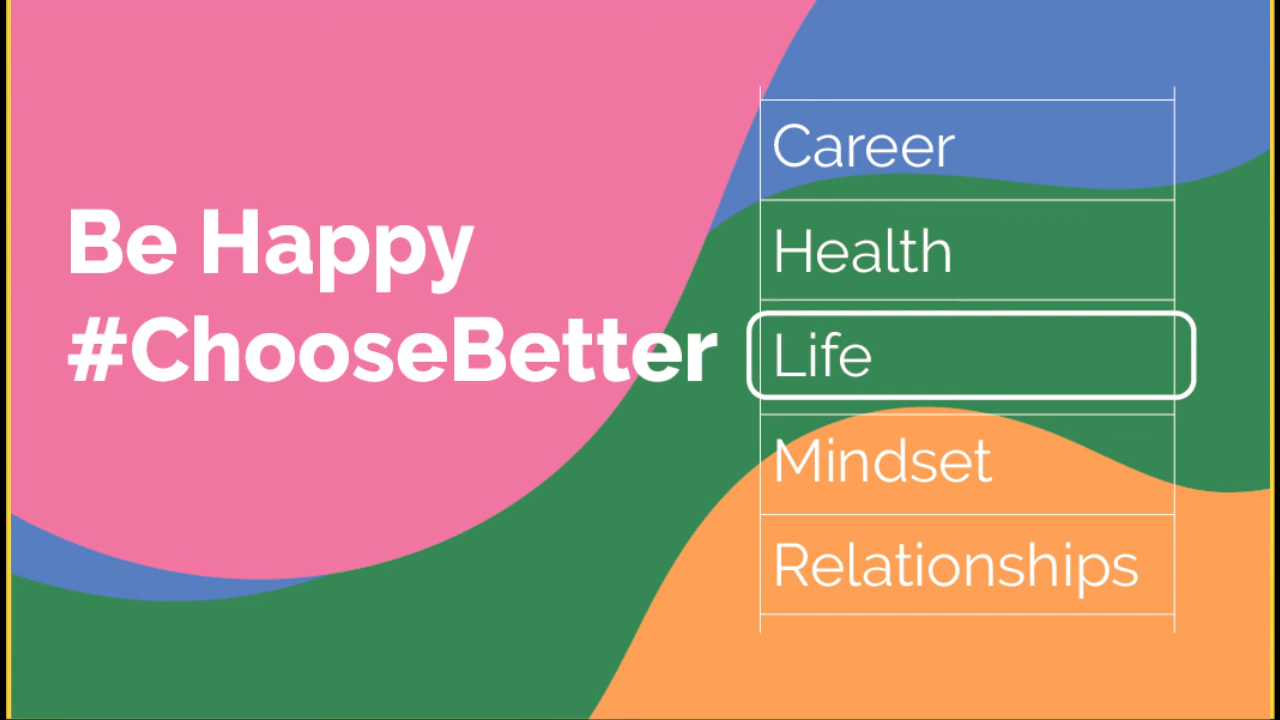 Be Happy
#ChooseBetter
Career
Health
Life
Mindset
Relationships